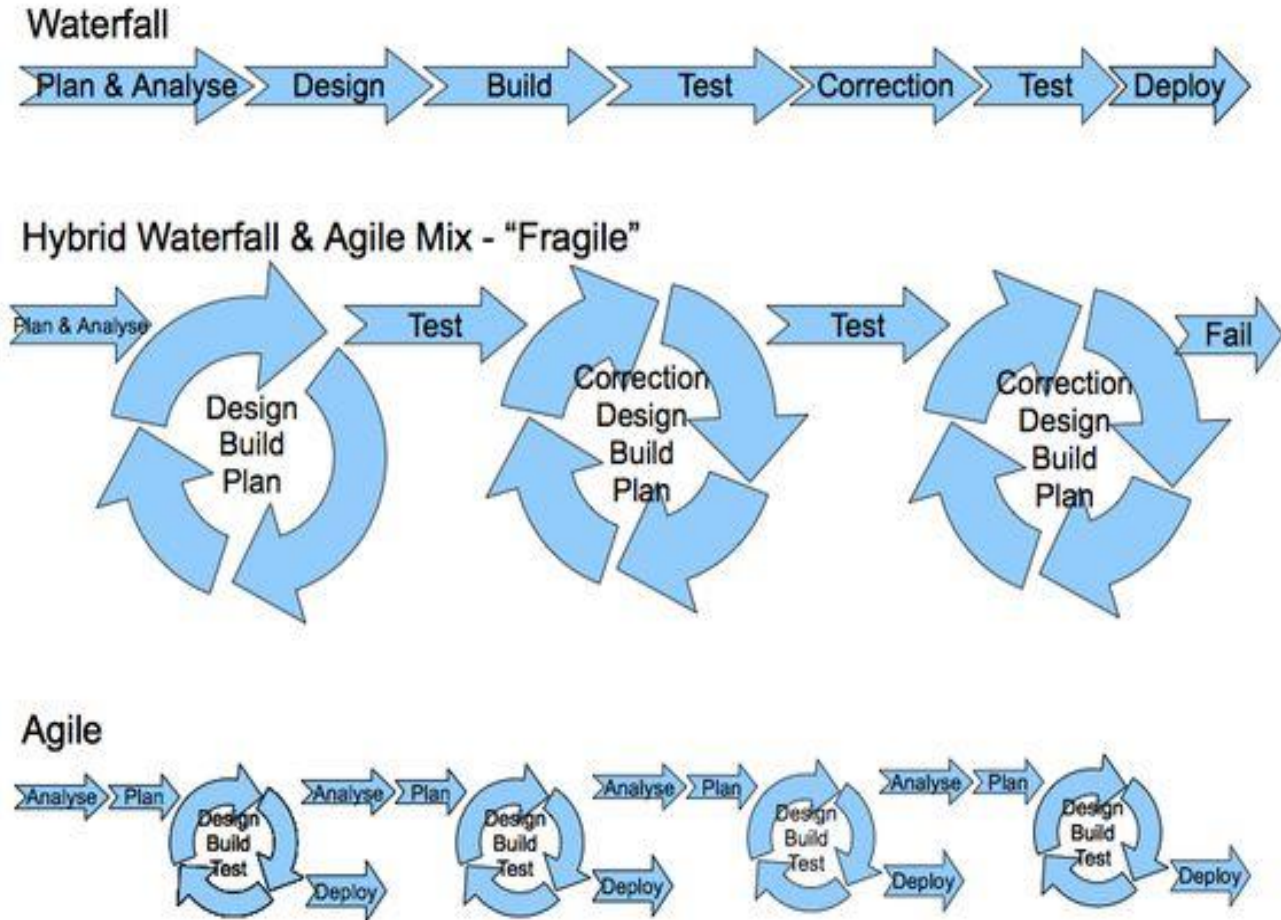 Waterfall
Plan & Analyse Design Build Test Correction Test Deploy
Hybrid Waterfall & Agile Mix - “Fragile”
Plan & Analyse
Design
Build
Plan
Test
Correction
Design
Build
Plan
Test
Correction
Design
Build
Plan
Fail
Agile
Analyse Plan
Design
Build
Test
Deploy
Analyse Plan
Design
Build
Test
Deploy
Analyse Plan
Design
Build
Test
Deploy
Analyse Plan
Design
Build
Test
Deploy